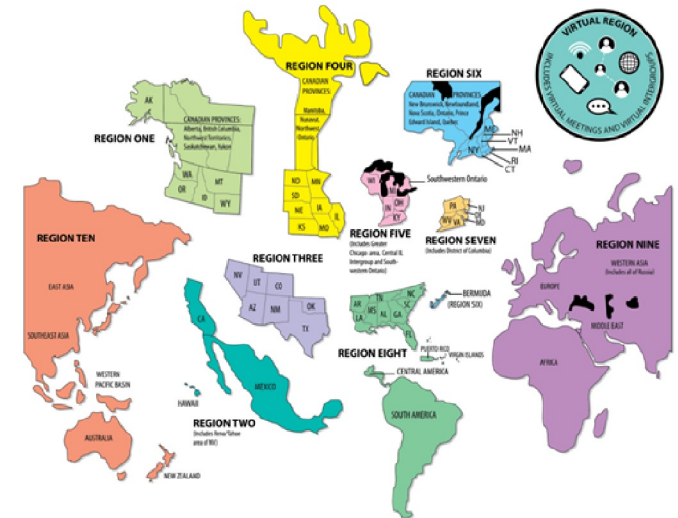 VIRTUAL REGION
INCLUDES VIRTUAL MEETINGS AND VIRTUAL INTERGROUPS
REGION FOUR
CANADIAN
PROVINCES:
Manitoba,
Nunavut,
Northwest
Ontario
ND
MN
SD
NE
IA
IL
KS
MO
REGION SIX
CANADIAN PROVINCES:
New Brunswick, Newfoundland,
Nova Scotia, Ontario, Prince
Edward Island, Quebec
ME
NH
VT
NY
MA
RI
CT
REGION ONE
AK
CANADIAN PROVINCES:
Alberta, British Columbia,
Northwest Territories,
Saskatchewan, Yukon
WA
MT
OR
ID
WY
REGION FIVE
(Includes Greater
Chicago area, Central IL
Intergroup and South-
western Ontario)
WI
MI
IN
OH
KY
Southwestern Ontario
REGION SEVEN
(Includes District of Columbia)
PA
NJ
DE
MD
WV
VA
REGION TEN
EAST ASIA
SOUTHEAST ASIA
WESTERN
PACIFIC BASIN
AUSTRALIA
NEW ZEALAND
REGION THREE
NV
UT
CO
AZ
NM
OK
TX
REGION NINE
WESTERN ASIA
(Includes all of Russia)
EUROPE
MIDDLE EAST
AFRICA
REGION TWO
(Includes Reno/Tahoe
area of NV)
CA
HAWAII
MEXICO
REGION EIGHT
AR
TN
NC
SC
LA
MS
AL
GA
FL
BERMUDA
(REGION SIX)
PUERTO RICO
VIRGIN ISLANDS
CENTRAL AMERICA
SOUTH AMERICA